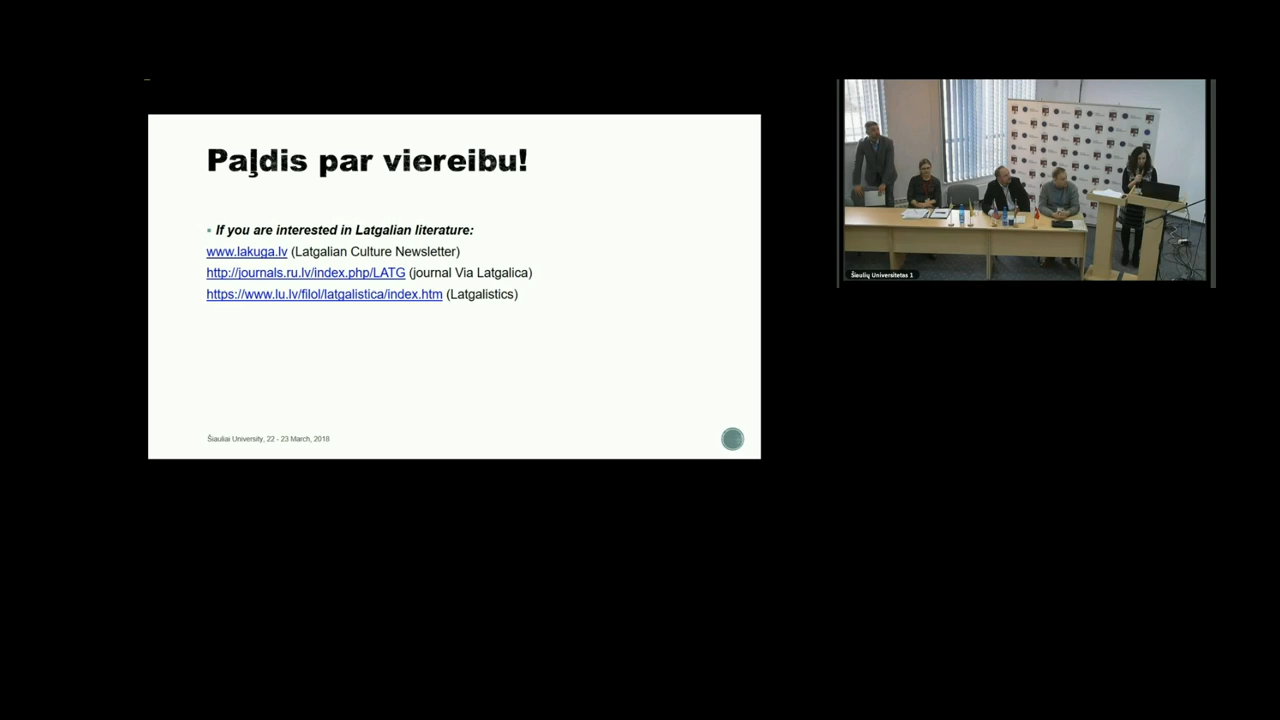 Paļdis par viereibu!
If you are interested in Latgalian literature:
www.lakuga.lv (Latgalian Culture Newsletter)
http://journals.ru.lv/index.php/LATG (journal Via Latgalica)
https://www.lu.lv/filol/latgalistica/index.htm (Latgalistics)
Šiauliai University, 22 - 23 March, 2018
Šiaulių Universitetas 1